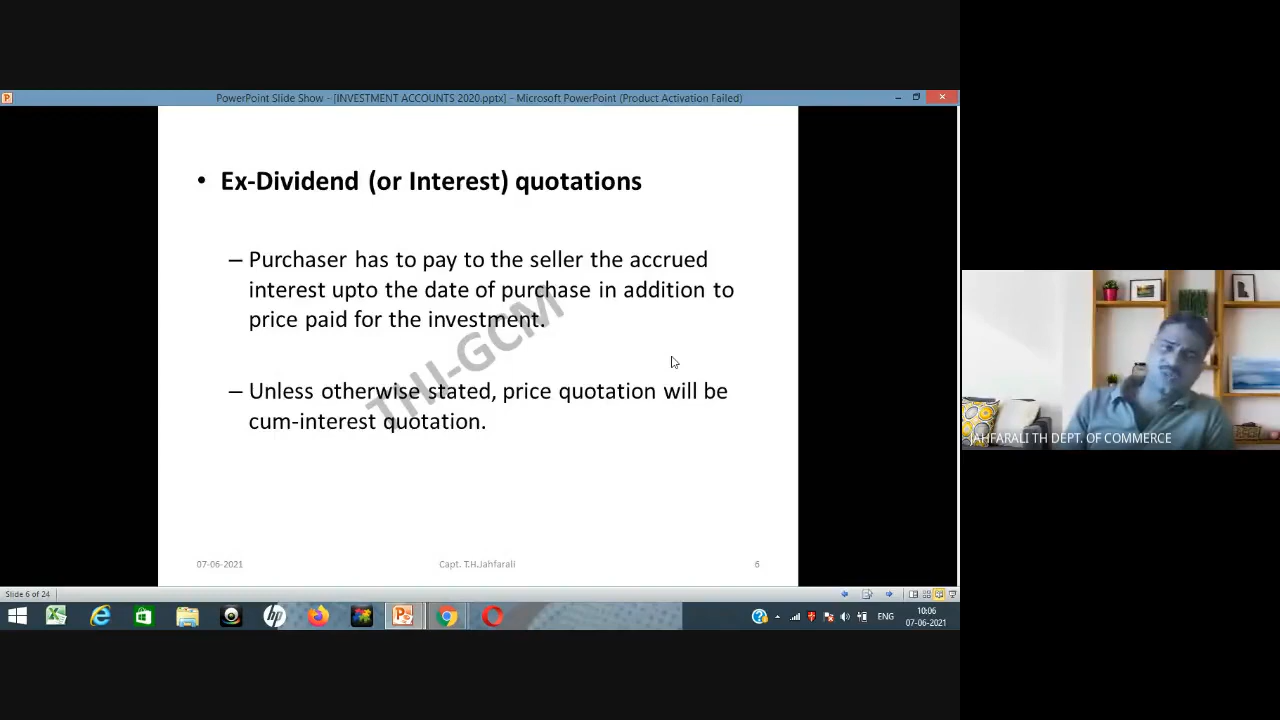 PowerPoint Slide Show - [INVESTMENT ACCOUNTS 2020.pptx] - Microsoft PowerPoint (Product Activation Failed)
• Ex-Dividend (or Interest) quotations
– Purchaser has to pay to the seller the accrued
interest upto the date of purchase in addition to
price paid for the investment.
– Unless otherwise stated, price quotation will be
cum-interest quotation.
THJ-GCM
JAHFARALI TH DEPT. OF COMMERCE
07-06-2021 Capt. T.H.Jahfarali 6
Slide 6 of 24
ENG
10:06
07-06-2021